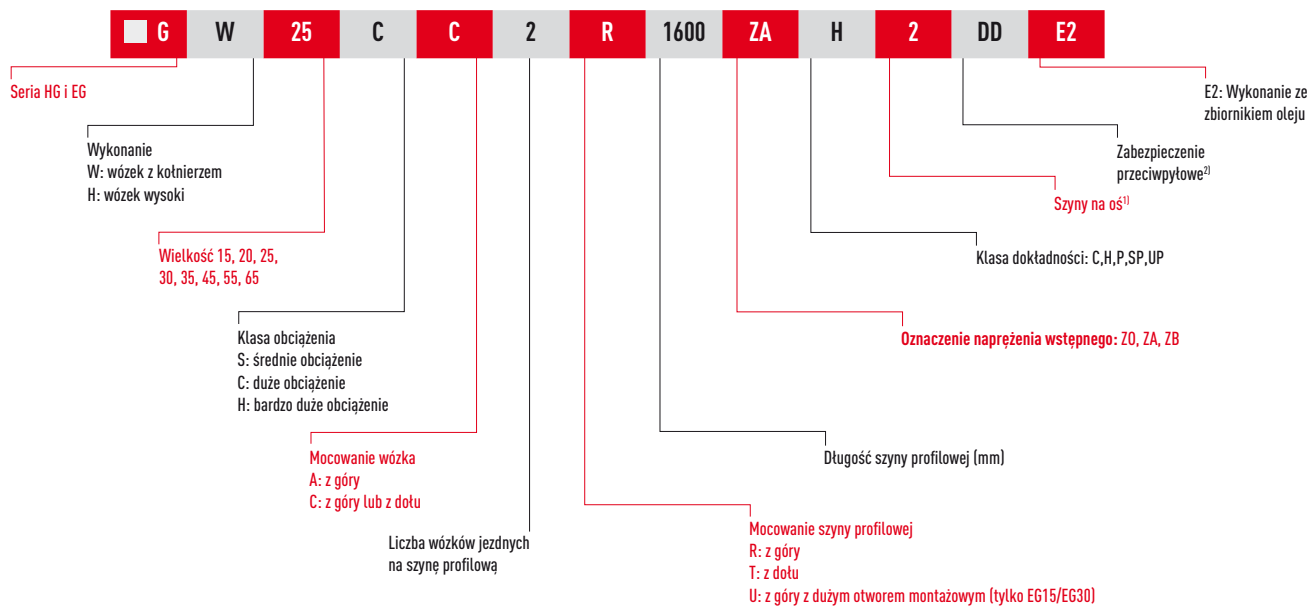 G W 25 C C 2 R 1600 ZA H 2 DD E2
Seria HG i EG
E2: Wykonanie ze
zbiornikiem oleju
Wykonanie
W: wózek z kołnierzem
H: wózek wysoki
Zabezpieczenie
przeciwpyłowe²⁾
Szyny na oś¹⁾
Wielkość 15, 20, 25,
30, 35, 45, 55, 65
Klasa dokładności: C,H,P,SP,UP
Klasa obciążenia
S: średnie obciążenie
C: duże obciążenie
H: bardzo duże obciążenie
Oznaczenie naprężenia wstępnego: Z0, ZA, ZB
Mocowanie wózka
A: z góry
C: z góry lub z dołu
Długość szyny profilowej (mm)
Liczba wózków jezdnych
na szynę profilową
Mocowanie szyny profilowej
R: z góry
T: z dołu
U: z góry z dużym otworem montażowym (tylko EG15/EG30)